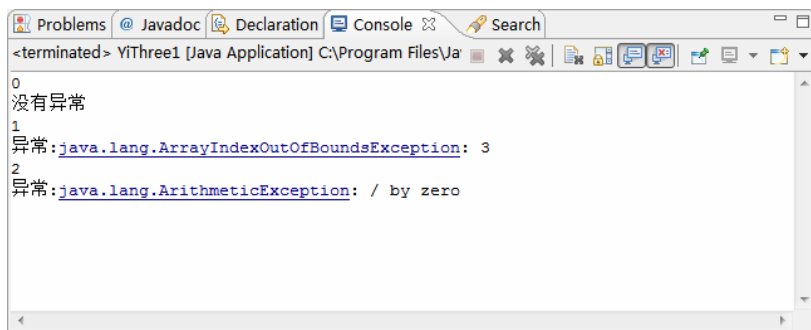 Problems @ Javadoc Declaration Console Search
<terminated> YiThree1 [Java Application] C:\Program Files\Ja
0
没有异常
1
异常:java.lang.ArrayIndexOutOfBoundsException: 3
2
异常:java.lang.ArithmeticException: / by zero